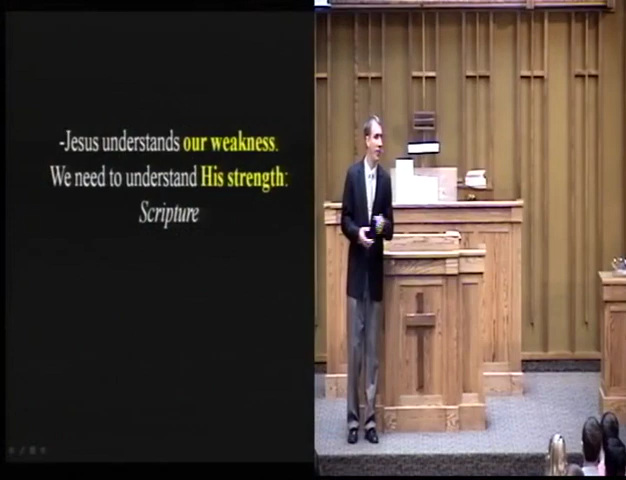 -Jesus understands our weakness.
We need to understand His strength:
Scripture